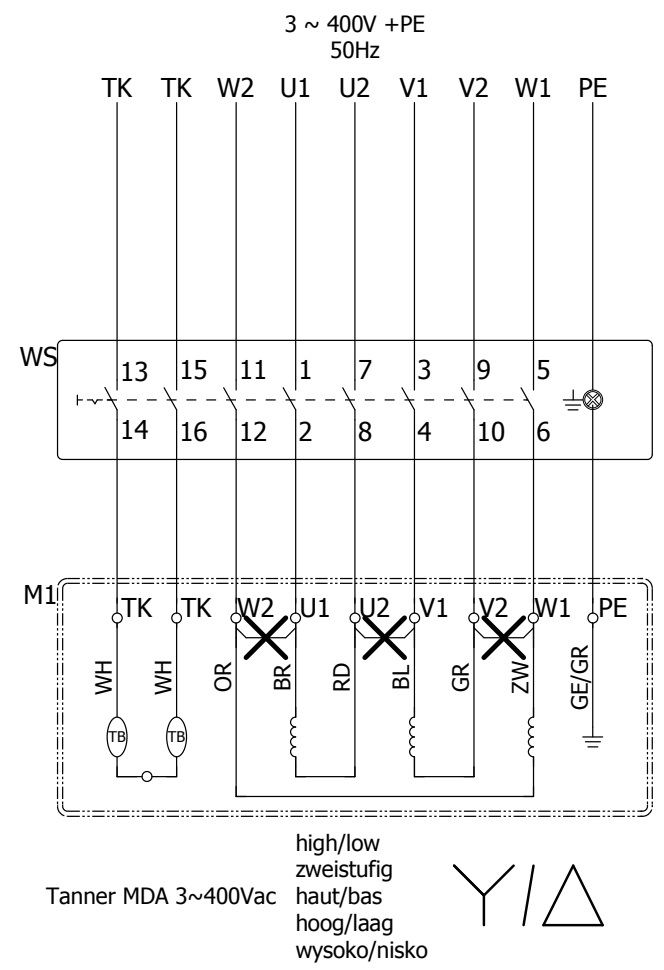 3 ~ 400V +PE
50Hz
TK TK W2 U1 U2 V1 V2 W1 PE
WS
13 15 11 1 7 3 9 5
14 16 12 2 8 4 10 6
M1
TK TK W2 U1 U2 V1 V2 W1 PE
WH WH OR BR RD BL GR ZW GE/GR
TB TB
high/low
zweistufig
Tanner MDA 3~400Vac haut/bas
hoog/laag
wysoko/nisko